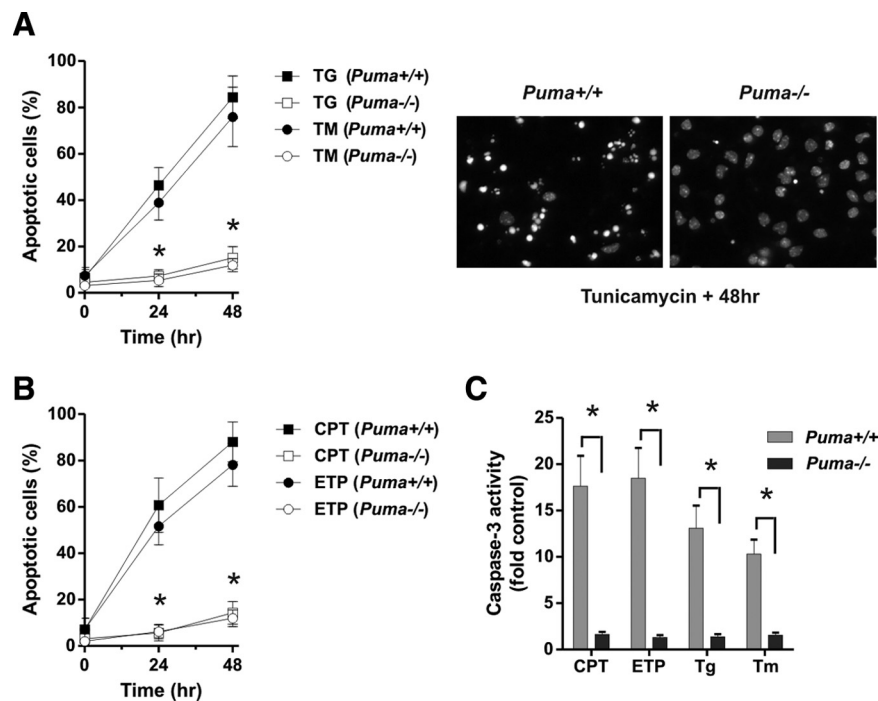 A
100
80
60
40
20
0
0 24 48
Apoptotic cells (%)
Time (hr)
TG (Puma+/+)
TG (Puma-/-)
TM (Puma+/+)
TM (Puma-/-)
*
*
Puma+/+ Puma-/-
Tunicamycin + 48hr
B
100
80
60
40
20
0
0 24 48
Apoptotic cells (%)
Time (hr)
CPT (Puma+/+)
CPT (Puma-/-)
ETP (Puma+/+)
ETP (Puma-/-)
*
*
C
25
20
15
10
5
0
Caspase-3 activity
(fold control)
* * * *
Puma+/+
Puma-/-
CPT ETP Tg Tm